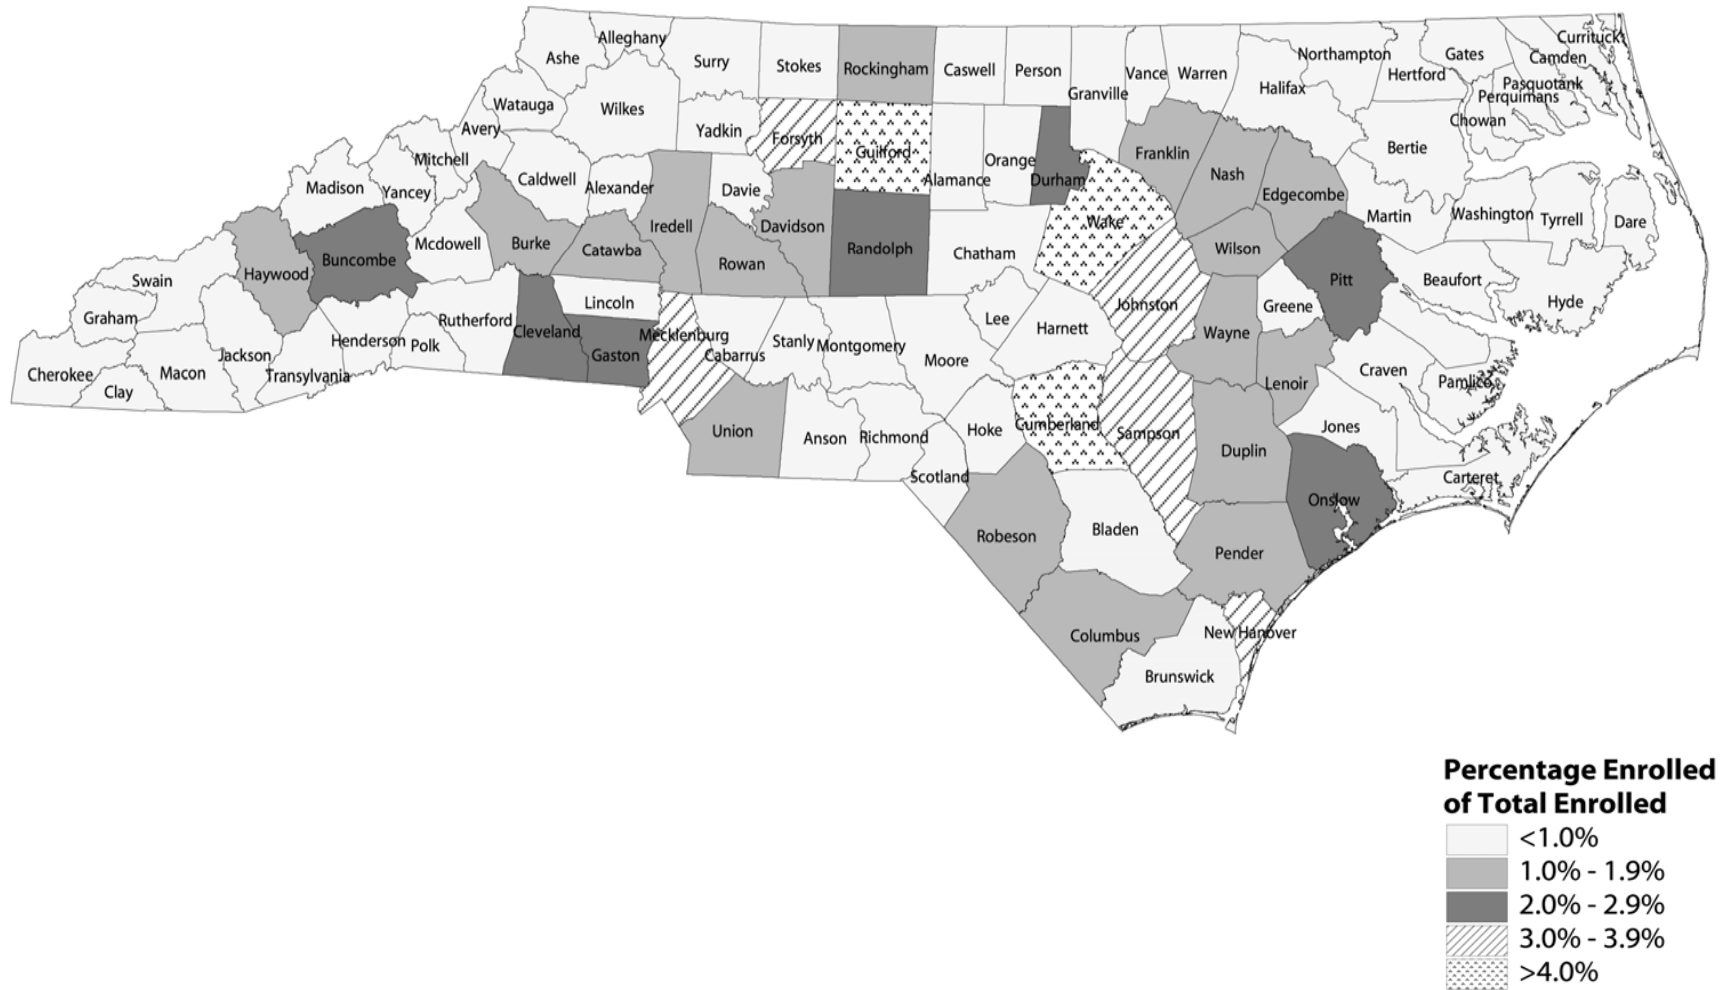 Ashe
Alleghany
Surry
Stokes
Rockingham
Caswell
Person
Granville
Vance
Warren
Halifax
Northampton
Hertford
Gates
Currituck
Camden
Pasquotank
Perquimans
Chowan
Watauga
Wilkes
Yadkin
Forsyth
Guilford
Alamance
Orange
Durham
Franklin
Nash
Edgecombe
Bertie
Avery
Mitchell
Yancey
Madison
Caldwell
Alexander
Davie
Iredell
Davidson
Randolph
Chatham
Wake
Wilson
Martin
Washington
Tyrrell
Dare
Mcdowell
Burke
Catawba
Rowan
Buncombe
Haywood
Swain
Graham
Johnston
Pitt
Beaufort
Hyde
Greene
Lincoln
Rutherford
Cleveland
Gaston
Mecklenburg
Cabarrus
Stanly
Montgomery
Moore
Lee
Harnett
Wayne
Lenoir
Craven
Pamlico
Henderson
Polk
Jackson
Transylvania
Macon
Cherokee
Clay
Union
Anson
Richmond
Hoke
Cumberland
Sampson
Duplin
Jones
Scotland
Carteret
Onslow
Robeson
Bladen
Pender
Columbus
New Hanover
Brunswick
Percentage Enrolled
of Total Enrolled
<1.0%
1.0% - 1.9%
2.0% - 2.9%
3.0% - 3.9%
>4.0%